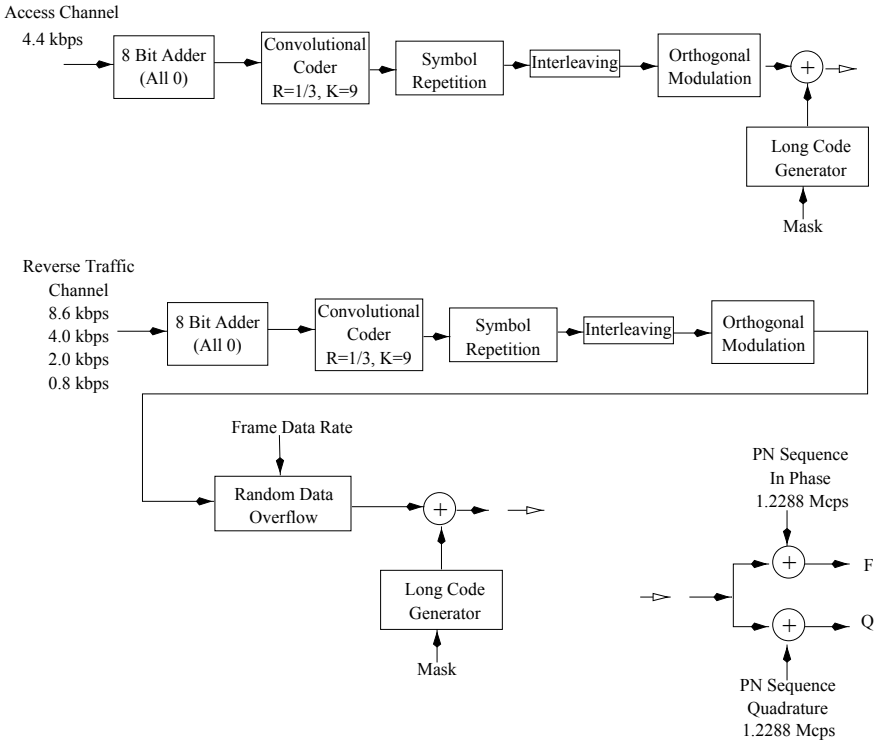 Access Channel
4.4 kbps
8 Bit Adder
(All 0)
Convolutional
Coder
R=1/3, K=9
Symbol
Repetition
Interleaving
Orthogonal
Modulation
+
Long Code
Generator
Mask
Reverse Traffic
Channel
8.6 kbps
4.0 kbps
2.0 kbps
0.8 kbps
8 Bit Adder
(All 0)
Convolutional
Coder
R=1/3, K=9
Symbol
Repetition
Interleaving
Orthogonal
Modulation
Frame Data Rate
Random Data
Overflow
+
Long Code
Generator
Mask
PN Sequence
In Phase
1.2288 Mcps
+
F
+
Q
PN Sequence
Quadrature
1.2288 Mcps